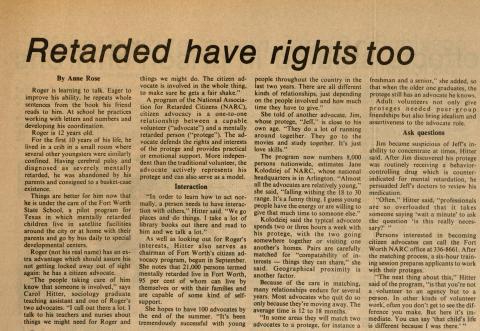 Retarded have rights too
By Anne Rose
Roger is learning to talk. Eager to
improve his ability, he repeats whole
sentences from the book his friend
reads to him. At school he practices
working with letters and numbers and
developing his coordination.
Roger is 12 years old.
For the first 10 years of his life, he
lived in a crib in a small room where
several other youngsters were similarly
confined. Having cerebral palsy and
diagnosed as severely mentally
retarded, he was abandoned by his
parents and consigned to a basket-case
existence.
Things are better for him now that
he is under the care of the Fort Worth
State School, a pilot program for
Texas in which mentally retarded
children live in satellite facilities
around the city or at home with their
parents and go by bus daily to special
developmental centers.
Roger (not his real name) has an ex-
tra advantage which should assure his
not getting looked away out of sight
again: he has a citizen advocate.
"The people taking care of him
know that someone is involved," says
Carol Hitter, sociology graduate
teaching assistant and one of Roger's
two advocates. "I call out there a lot,
talk to his teachers and nurses about
things we might need for Roger and
things we might do. The citizen ad-
vocate is involved in the whole thing,
to make sure he gets a fair shake."
A program of the National Associa-
tion for Retarded Citizens (NARC),
citizen advocacy is a one-to-one
relationship between a capable
volunteer ("advocate") and a mentally
retarded person ("protege"). The ad-
vocate defends the rights and interests
of the protege and provides practical
or emotional support. More indepen-
dent than the traditional volunteer, the
advocate actively represents his
protege and can also serve as a model.
Interaction
"In order to learn how to act nor-
mally, a person needs to have interac-
tion with others," Hitter said. "We go
places and do things. I take a lot of
library books out there and read to
him and we talk a lot."
As well as looking out for Roger's
interests, Hitter also serves as
chairman of Fort Worth's citizen ad-
vocacy program, begun in September.
She notes that 21,000 persons termed
mentally retarded live in Fort Worth,
95 per cent of whom can live by
themselves or with their families and
are capable of some kind of self-
support.
She hopes to have 100 advocates by
the end of the summer. "It's been
tremendously successful with young
people throughout the country in the
last two years. There are all different
kinds of relationships, just depending
on the people involved and how much
time they have to give."
She told of another advocate, Jim,
whose protege, "Jeff," is close to his
own age. "They do a lot of running
around together. They go to the
movies and study together. It's just
love skills."
The program now numbers 8,000
persons nationwide, estimates Jane
Kolodziej of NARC, whose national
headquarters is in Arlington. "Almost
all the advocates are relatively young,"
she said, "falling withing the 18 to 30
range. It's a funny thing, I guess young
people have the energy or are willing to
give that much time to someone else."
Kolodziej said the typical advocate
spends two or three hours a week with
his protege, with the two going
somewhere together or visiting one
another's homes. Pairs are carefully
matched for "compatibility of in-
terests — things they can share," she
said. Geographical proximity is
another factor.
Because of the care in matching,
many relationships endure for several
years. Most advocates who quit do so
only because they're moving away. The
average time is 12 to 18 months.
"In some areas they will match two
advocates to a protege, for instance a
freshman and a senior," she added, so
that when the older one graduates, the
protege still has an advocate he knows.
Adult volunteers not only give
proteges needed peer-group
friendships but also bring idealism and
assertiveness to the advocate role.
Ask questions
Jim became suspicious of Jeff's in-
ability to concentrate at times, Hitter
said. After Jim discovered his protege
was routinely receiving a behavior-
controlling drug which is counter-
indicated for mental retardation, he
persuaded Jeff's doctors to review his
medication.
"Often," Hitter said, "professionals
are so overloaded that it takes
someone saying 'wait a minute' to ask
the question 'is this really neces-
sary?' "
Persons interested in becoming
citizen advocates can call the Fort
Worth NARC office at 336-8661. After
the matching process, a six-hour train-
ing session prepares applicants to work
with their proteges.
"The neat thing about this," Hitter
said of the program, "is that you're not
a volunteer to an agency but to a
person. In other kinds of volunteer
work, often you don't get to see the dif-
ference you make. But here it's im-
mediate. You can say 'that child's life
is different because I was there.' "